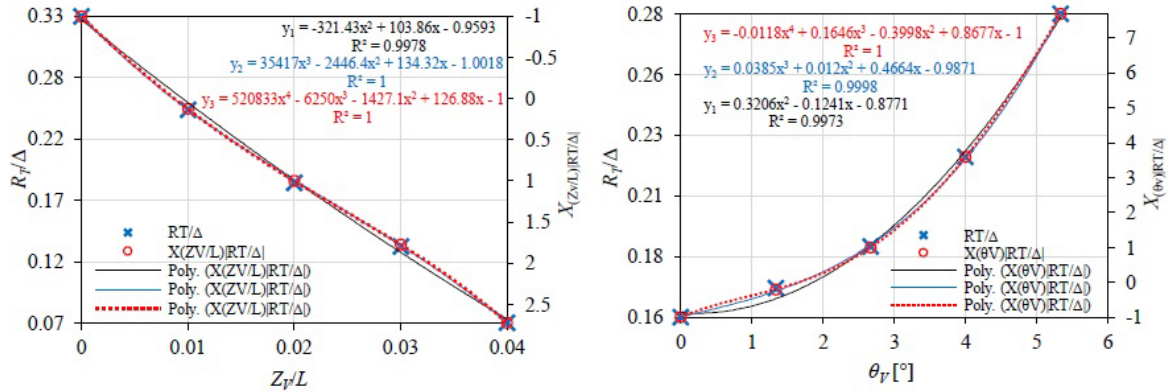 0.33
0.28
0.23
0.17
0.12
0.07
R_T/Δ
0
0.01
0.02
0.03
0.04
Z_V/L
-1
-0.5
0
0.5
1
1.5
2
2.5
X_(Zv/L)|RT/Δ|
y₁ = -321.43x² + 103.86x - 0.9593
R² = 0.9978
y₂ = 35417x³ - 2446.4x² + 134.32x - 1.0018
R² = 1
y₃ = 520833x⁴ - 6250x³ - 1427.1x² + 126.88x - 1
R² = 1
RT/Δ
X(ZV/L)|RT/Δ|
Poly. (X(ZV/L)|RT/Δ|)
Poly. (X(ZV/L)|RT/Δ|)
Poly. (X(ZV/L)|RT/Δ|)
0.28
0.26
0.23
0.21
0.18
0.16
R_T/Δ
0
1
2
3
4
5
6
θ_V [°]
7
6
5
4
3
2
1
0
-1
X_(θv)|RT/Δ|
y₃ = -0.0118x⁴ + 0.1646x³ - 0.3998x² + 0.8677x - 1
R² = 1
y₂ = 0.0385x³ + 0.012x² + 0.4664x - 0.9871
R² = 0.9998
y₁ = 0.3206x² - 0.1241x - 0.8771
R² = 0.9973
RT/Δ
X(θV)|RT/Δ|
Poly. (X(θV)|RT/Δ|)
Poly. (X(θV)|RT/Δ|)
Poly. (X(θV)|RT/Δ|)